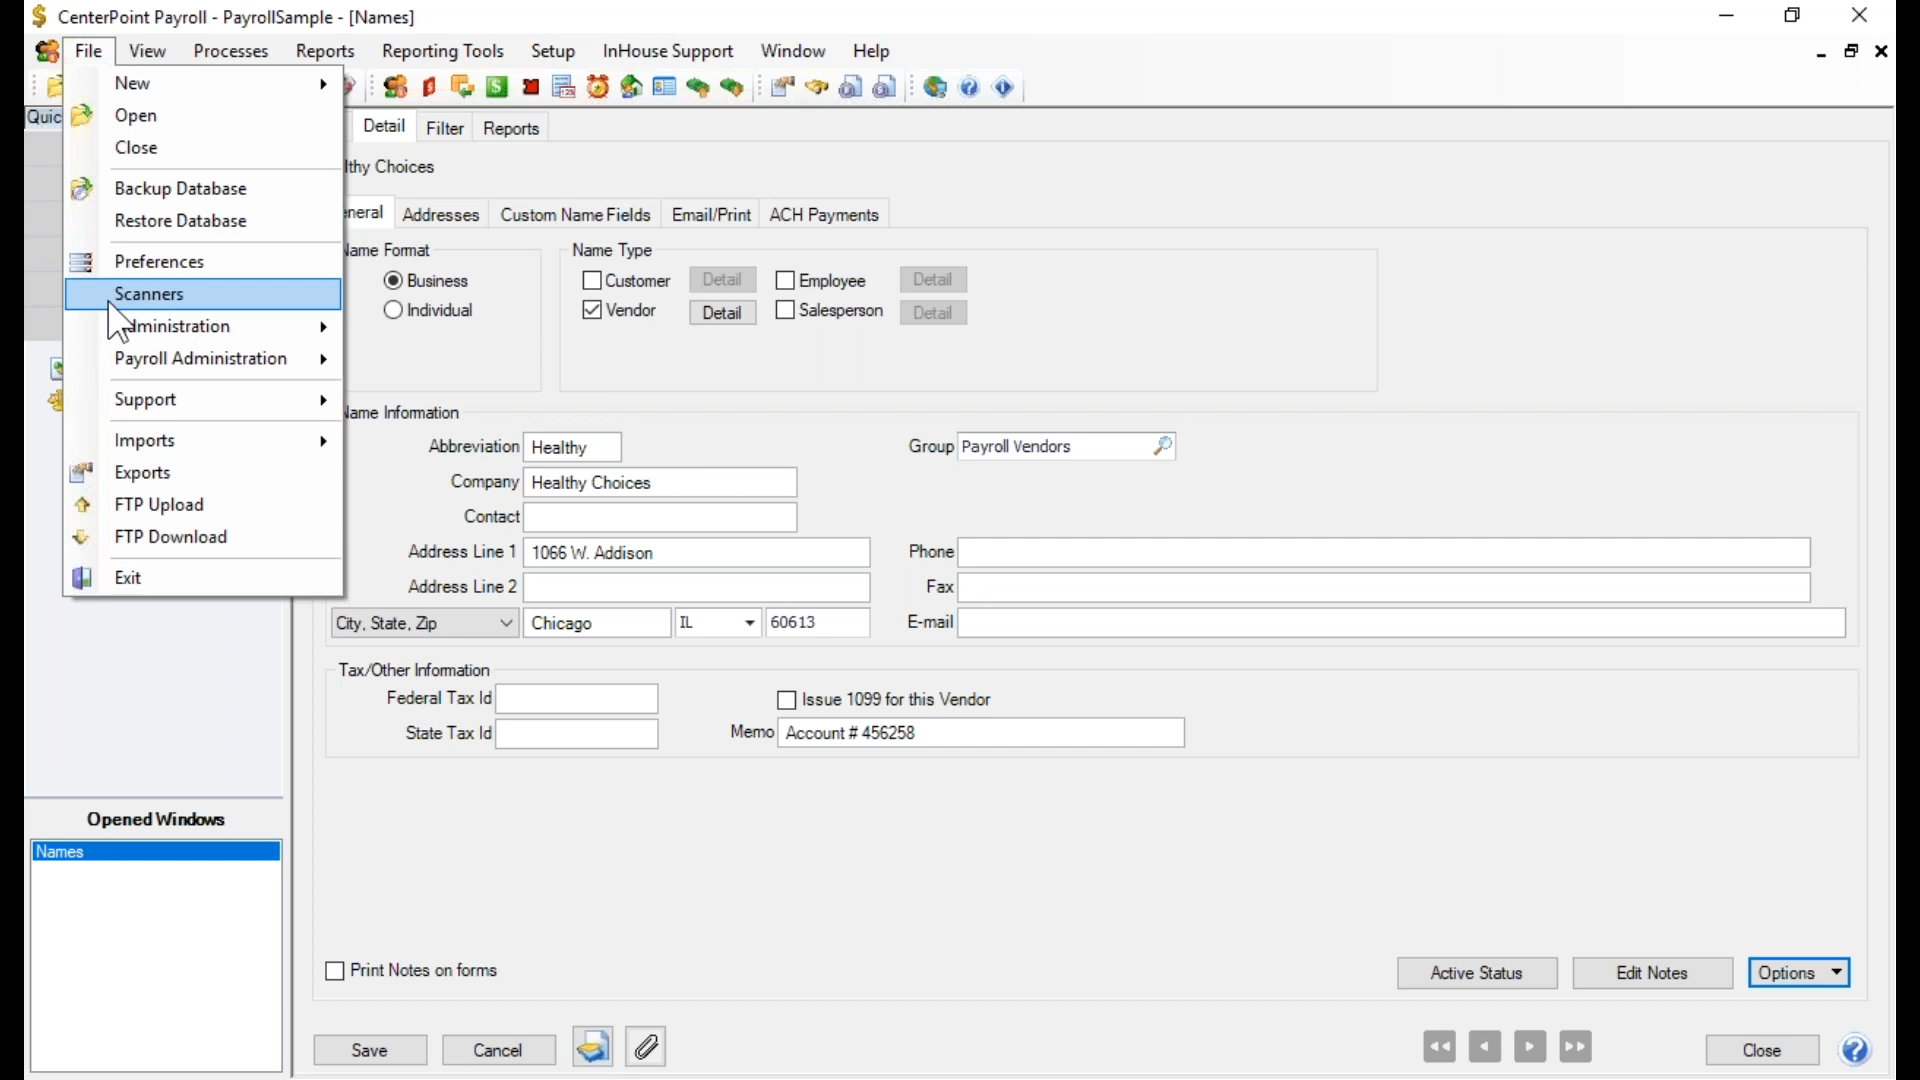 CenterPoint Payroll - PayrollSample - [Names]
File View Processes Reports Reporting Tools Setup InHouse Support Window Help
New
Open
Close
Backup Database
Restore Database
Preferences
Scanners
Administration
Payroll Administration
Support
Imports
Exports
FTP Upload
FTP Download
Exit
Quic
Detail Filter Reports
lthy Choices
eneral Addresses Custom Name Fields Email/Print ACH Payments
Name Format
Business
Individual
Name Type
Customer Detail Employee Detail
Vendor Detail Salesperson Detail
Name Information
Abbreviation Healthy Group Payroll Vendors
Company Healthy Choices
Contact
Address Line 1 1066 W. Addison Phone
Address Line 2 Fax
City, State, Zip Chicago IL 60613 E-mail
Tax/Other Information
Federal Tax Id Issue 1099 for this Vendor
State Tax Id Memo Account # 456258
Opened Windows
Names
Print Notes on forms Active Status Edit Notes Options
Save Cancel Close